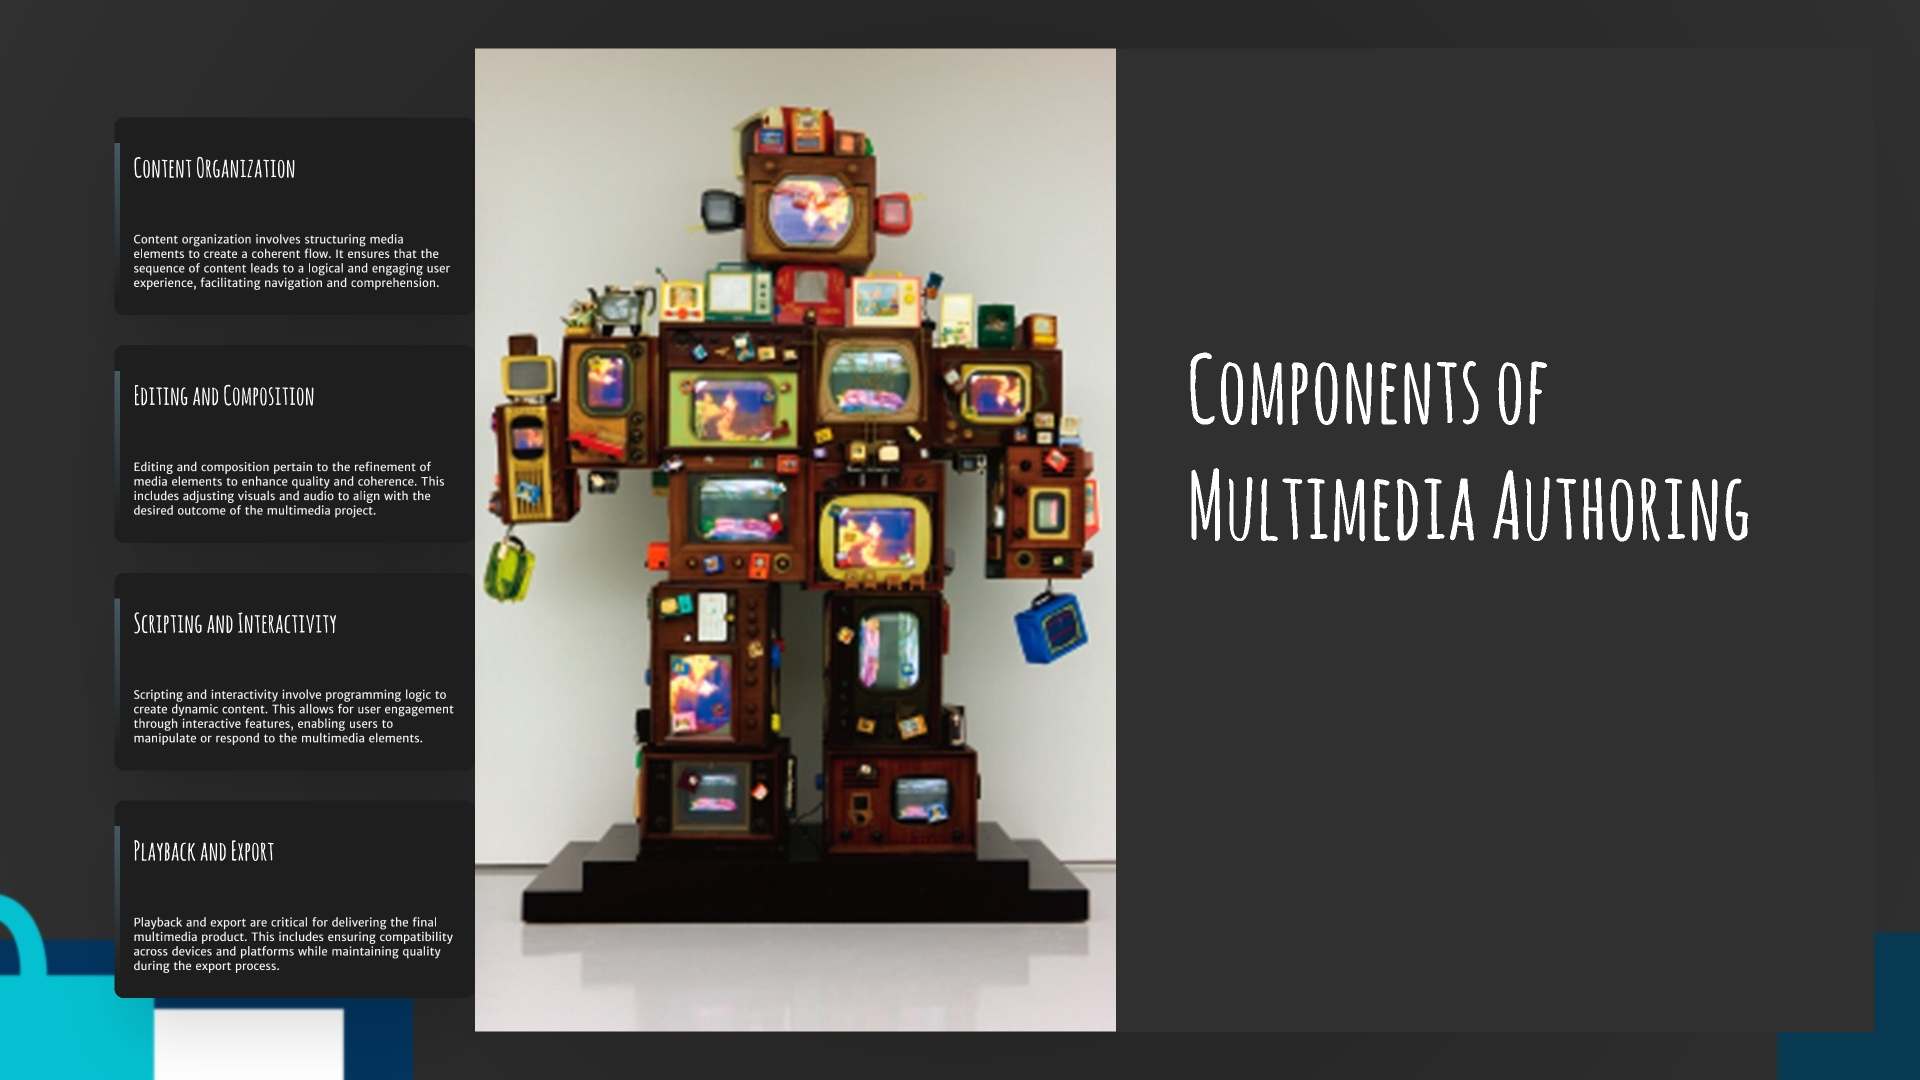 Content Organization
Content organization involves structuring media
elements to create a coherent flow. It ensures that the
sequence of content leads to a logical and engaging user
experience, facilitating navigation and comprehension.
Editing and Composition
Editing and composition pertain to the refinement of
media elements to enhance quality and coherence. This
includes adjusting visuals and audio to align with the
desired outcome of the multimedia project.
Scripting and Interactivity
Scripting and interactivity involve programming logic to
create dynamic content. This allows for user engagement
through interactive features, enabling users to
manipulate or respond to the multimedia elements.
Playback and Export
Playback and export are critical for delivering the final
multimedia product. This includes ensuring compatibility
across devices and platforms while maintaining quality
during the export process.
Components of
Multimedia Authoring